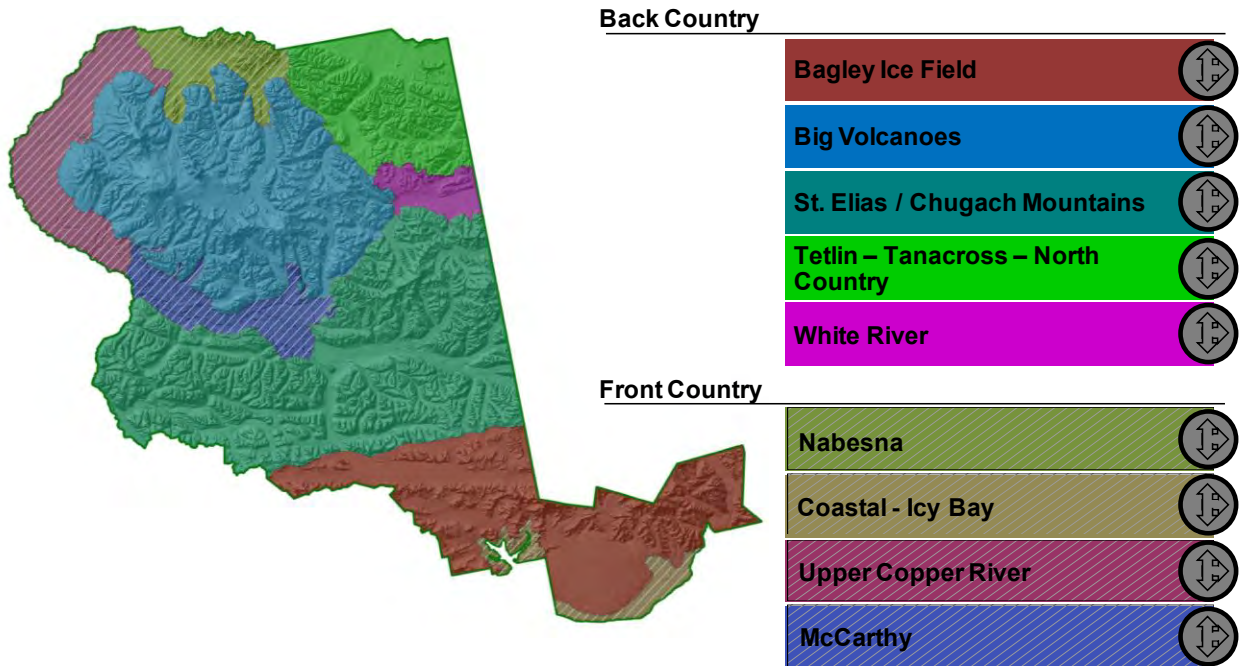 Back Country
Bagley Ice Field
Big Volcanoes
St. Elias / Chugach Mountains
Tetlin – Tanacross – North
Country
White River
Front Country
Nabesna
Coastal - Icy Bay
Upper Copper River
McCarthy